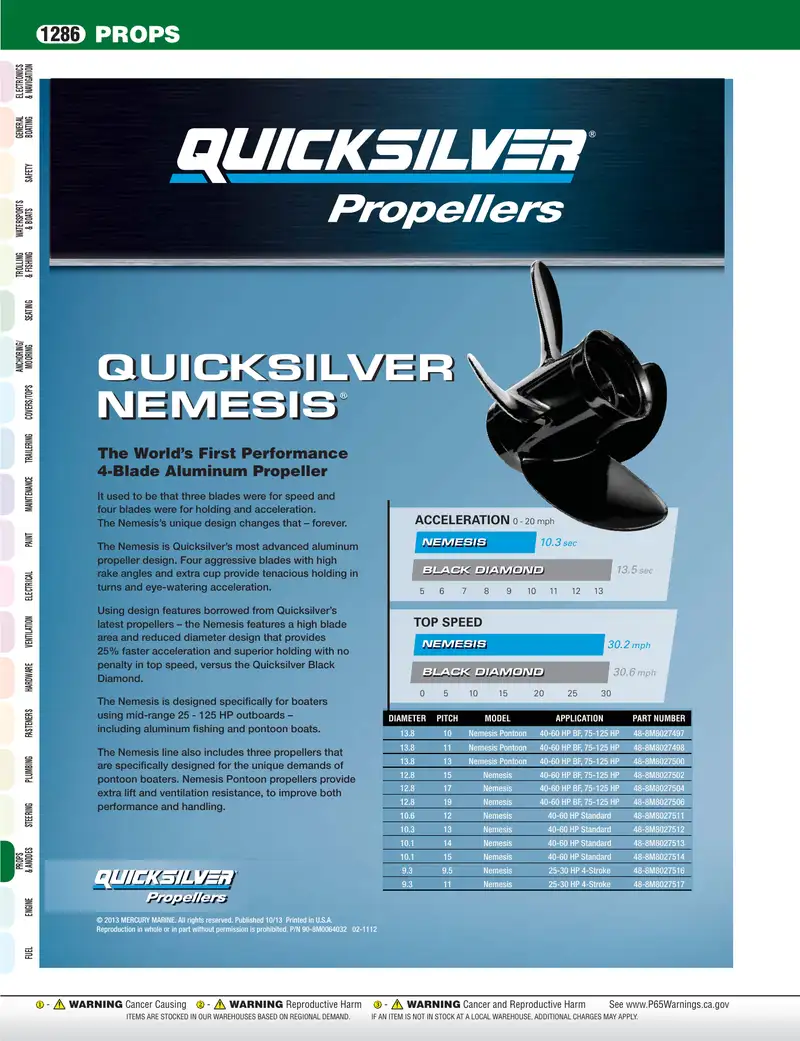 1286 PROPS
ELECTRONICS
& NAVIGATION
GENERAL
BOATING
SAFETY
WATERSPORTS
& BOATS
TROLLING
& FISHING
SEATING
ANCHORING/
MOORING
COVERS/TOPS
TRAILERING
MAINTENANCE
PAINT
ELECTRICAL
VENTILATION
HARDWARE
FASTENERS
PLUMBING
STEERING
PROPS
& ANODES
ENGINE
FUEL
QUICKSILVER®
Propellers
QUICKSILVER
NEMESIS®
The World's First Performance
4-Blade Aluminum Propeller
It used to be that three blades were for speed and
four blades were for holding and acceleration.
The Nemesis's unique design changes that – forever.
The Nemesis is Quicksilver's most advanced aluminum
propeller design. Four aggressive blades with high
rake angles and extra cup provide tenacious holding in
turns and eye-watering acceleration.
Using design features borrowed from Quicksilver's
latest propellers – the Nemesis features a high blade
area and reduced diameter design that provides
25% faster acceleration and superior holding with no
penalty in top speed, versus the Quicksilver Black
Diamond.
The Nemesis is designed specifically for boaters
using mid-range 25 - 125 HP outboards –
including aluminum fishing and pontoon boats.
The Nemesis line also includes three propellers that
are specifically designed for the unique demands of
pontoon boaters. Nemesis Pontoon propellers provide
extra lift and ventilation resistance, to improve both
performance and handling.
ACCELERATION 0 - 20 mph
NEMESIS 10.3 sec
BLACK DIAMOND 13.5 sec
5 6 7 8 9 10 11 12 13
TOP SPEED
NEMESIS 30.2 mph
BLACK DIAMOND 30.6 mph
0 5 10 15 20 25 30
DIAMETER PITCH MODEL APPLICATION PART NUMBER
13.8 10 Nemesis Pontoon 40-60 HP BF, 75-125 HP 48-8M8027497
13.8 11 Nemesis Pontoon 40-60 HP BF, 75-125 HP 48-8M8027498
13.8 13 Nemesis Pontoon 40-60 HP BF, 75-125 HP 48-8M8027500
12.8 15 Nemesis 40-60 HP BF, 75-125 HP 48-8M8027502
12.8 17 Nemesis 40-60 HP BF, 75-125 HP 48-8M8027504
12.8 19 Nemesis 40-60 HP BF, 75-125 HP 48-8M8027506
10.6 12 Nemesis 40-60 HP Standard 48-8M8027511
10.3 13 Nemesis 40-60 HP Standard 48-8M8027512
10.1 14 Nemesis 40-60 HP Standard 48-8M8027513
10.1 15 Nemesis 40-60 HP Standard 48-8M8027514
9.3 9.5 Nemesis 25-30 HP 4-Stroke 48-8M8027516
9.3 11 Nemesis 25-30 HP 4-Stroke 48-8M8027517
QUICKSILVER
Propellers
© 2013 MERCURY MARINE. All rights reserved. Published 10/13 Printed in U.S.A.
Reproduction in whole or in part without permission is prohibited. P/N 90-8M0064032 02-1112
1 - WARNING Cancer Causing 2 - WARNING Reproductive Harm 3 - WARNING Cancer and Reproductive Harm See www.P65Warnings.ca.gov
ITEMS ARE STOCKED IN OUR WAREHOUSES BASED ON REGIONAL DEMAND. IF AN ITEM IS NOT IN STOCK AT A LOCAL WAREHOUSE, ADDITIONAL CHARGES MAY APPLY.